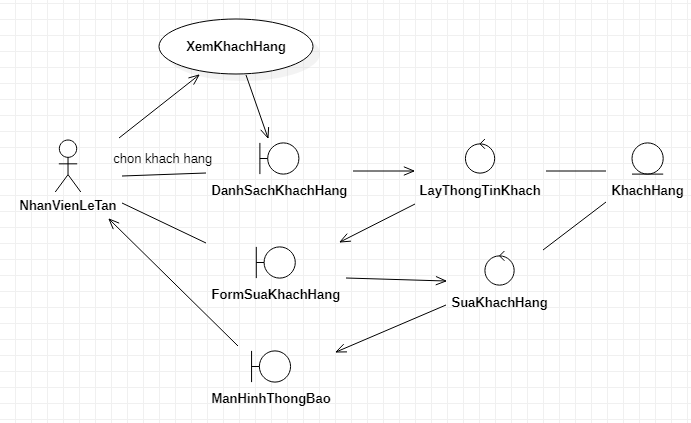 XemKhachHang
chon khach hang
NhanVienLeTan
DanhSachKhachHang
LayThongTinKhach
KhachHang
FormSuaKhachHang
SuaKhachHang
ManHinhThongBao